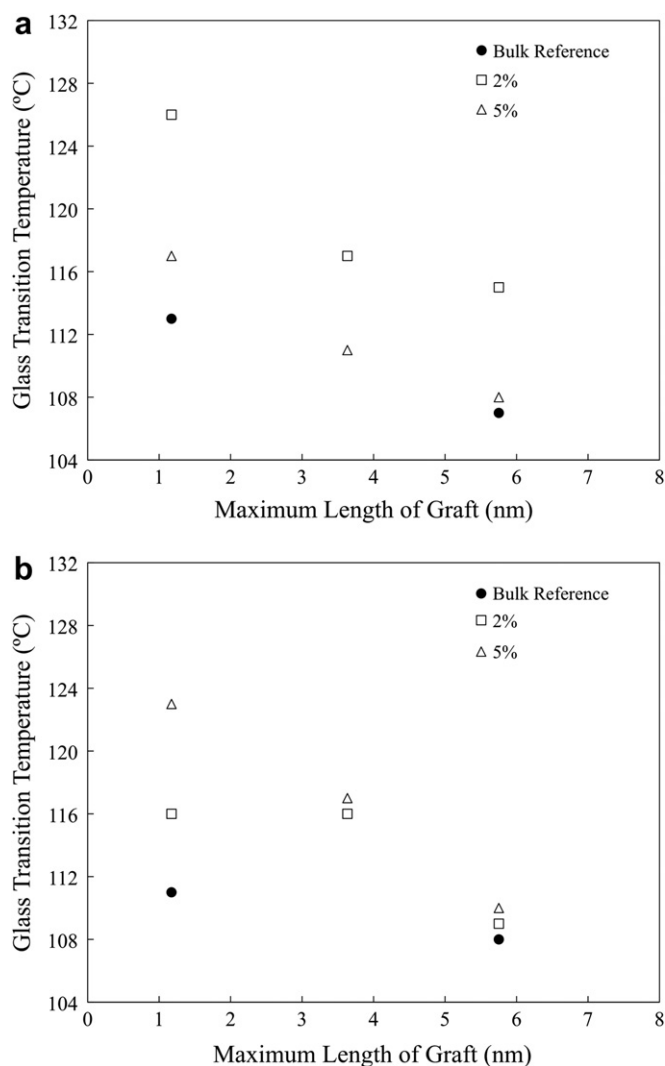 a
132
128
124
120
116
112
108
104
Glass Transition Temperature (ºC)
Bulk Reference
2%
5%
0 1 2 3 4 5 6 7 8
Maximum Length of Graft (nm)
b
132
128
124
120
116
112
108
104
Glass Transition Temperature (ºC)
Bulk Reference
2%
5%
0 1 2 3 4 5 6 7 8
Maximum Length of Graft (nm)